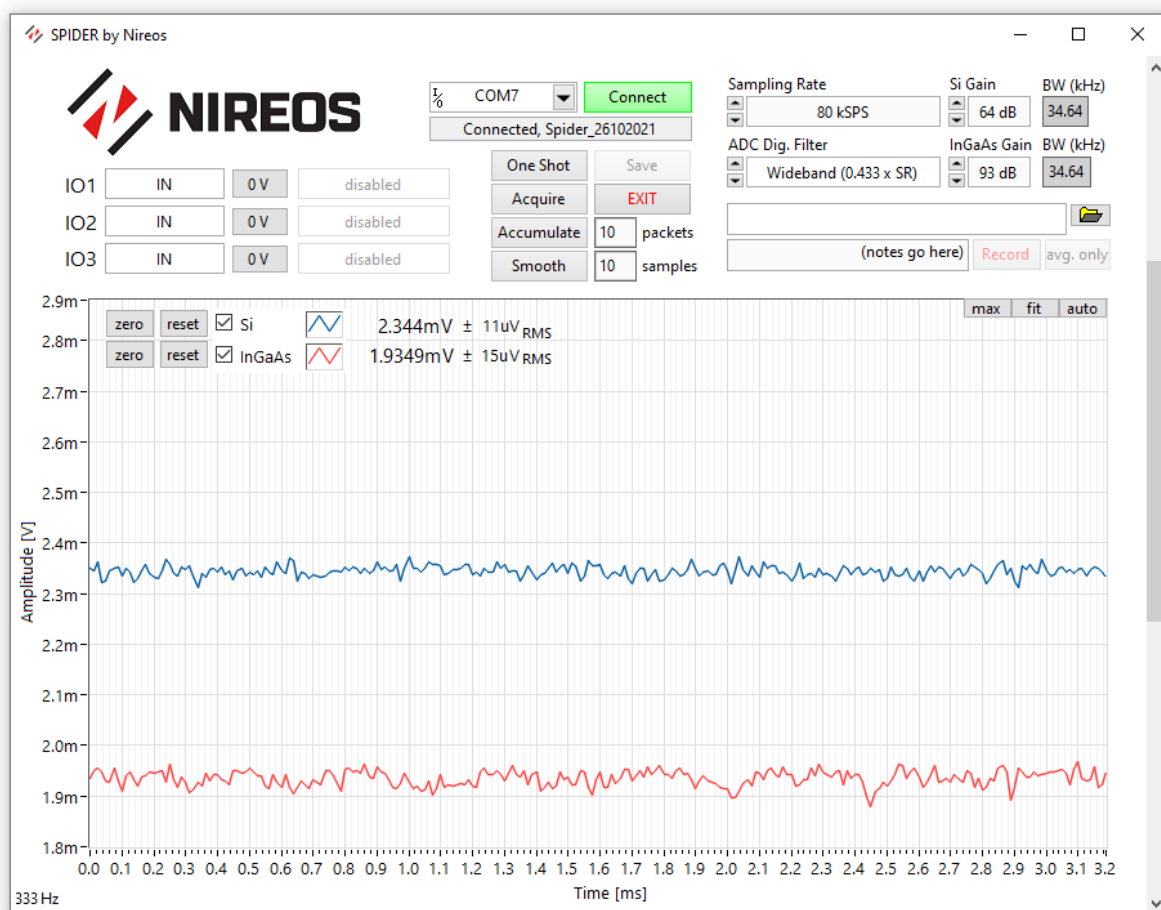 SPIDER by Nireos
NIREOS
I/O COM7 Connect
Connected, Spider_26102021
Sampling Rate
80 kSPS
Si Gain
64 dB
BW (kHz)
34.64
ADC Dig. Filter
Wideband (0.433 x SR)
InGaAs Gain
93 dB
BW (kHz)
34.64
IO1 IN 0 V disabled
IO2 IN 0 V disabled
IO3 IN 0 V disabled
One Shot Save
Acquire EXIT
Accumulate 10 packets
Smooth 10 samples
(notes go here) Record avg. only
max fit auto
zero reset Si 2.344mV ± 11uV RMS
zero reset InGaAs 1.9349mV ± 15uV RMS
Amplitude [V]
2.9m
2.8m
2.7m
2.6m
2.5m
2.4m
2.3m
2.2m
2.1m
2.0m
1.9m
1.8m
0.0 0.1 0.2 0.3 0.4 0.5 0.6 0.7 0.8 0.9 1.0 1.1 1.2 1.3 1.4 1.5 1.6 1.7 1.8 1.9 2.0 2.1 2.2 2.3 2.4 2.5 2.6 2.7 2.8 2.9 3.0 3.1 3.2
Time [ms]
333 Hz